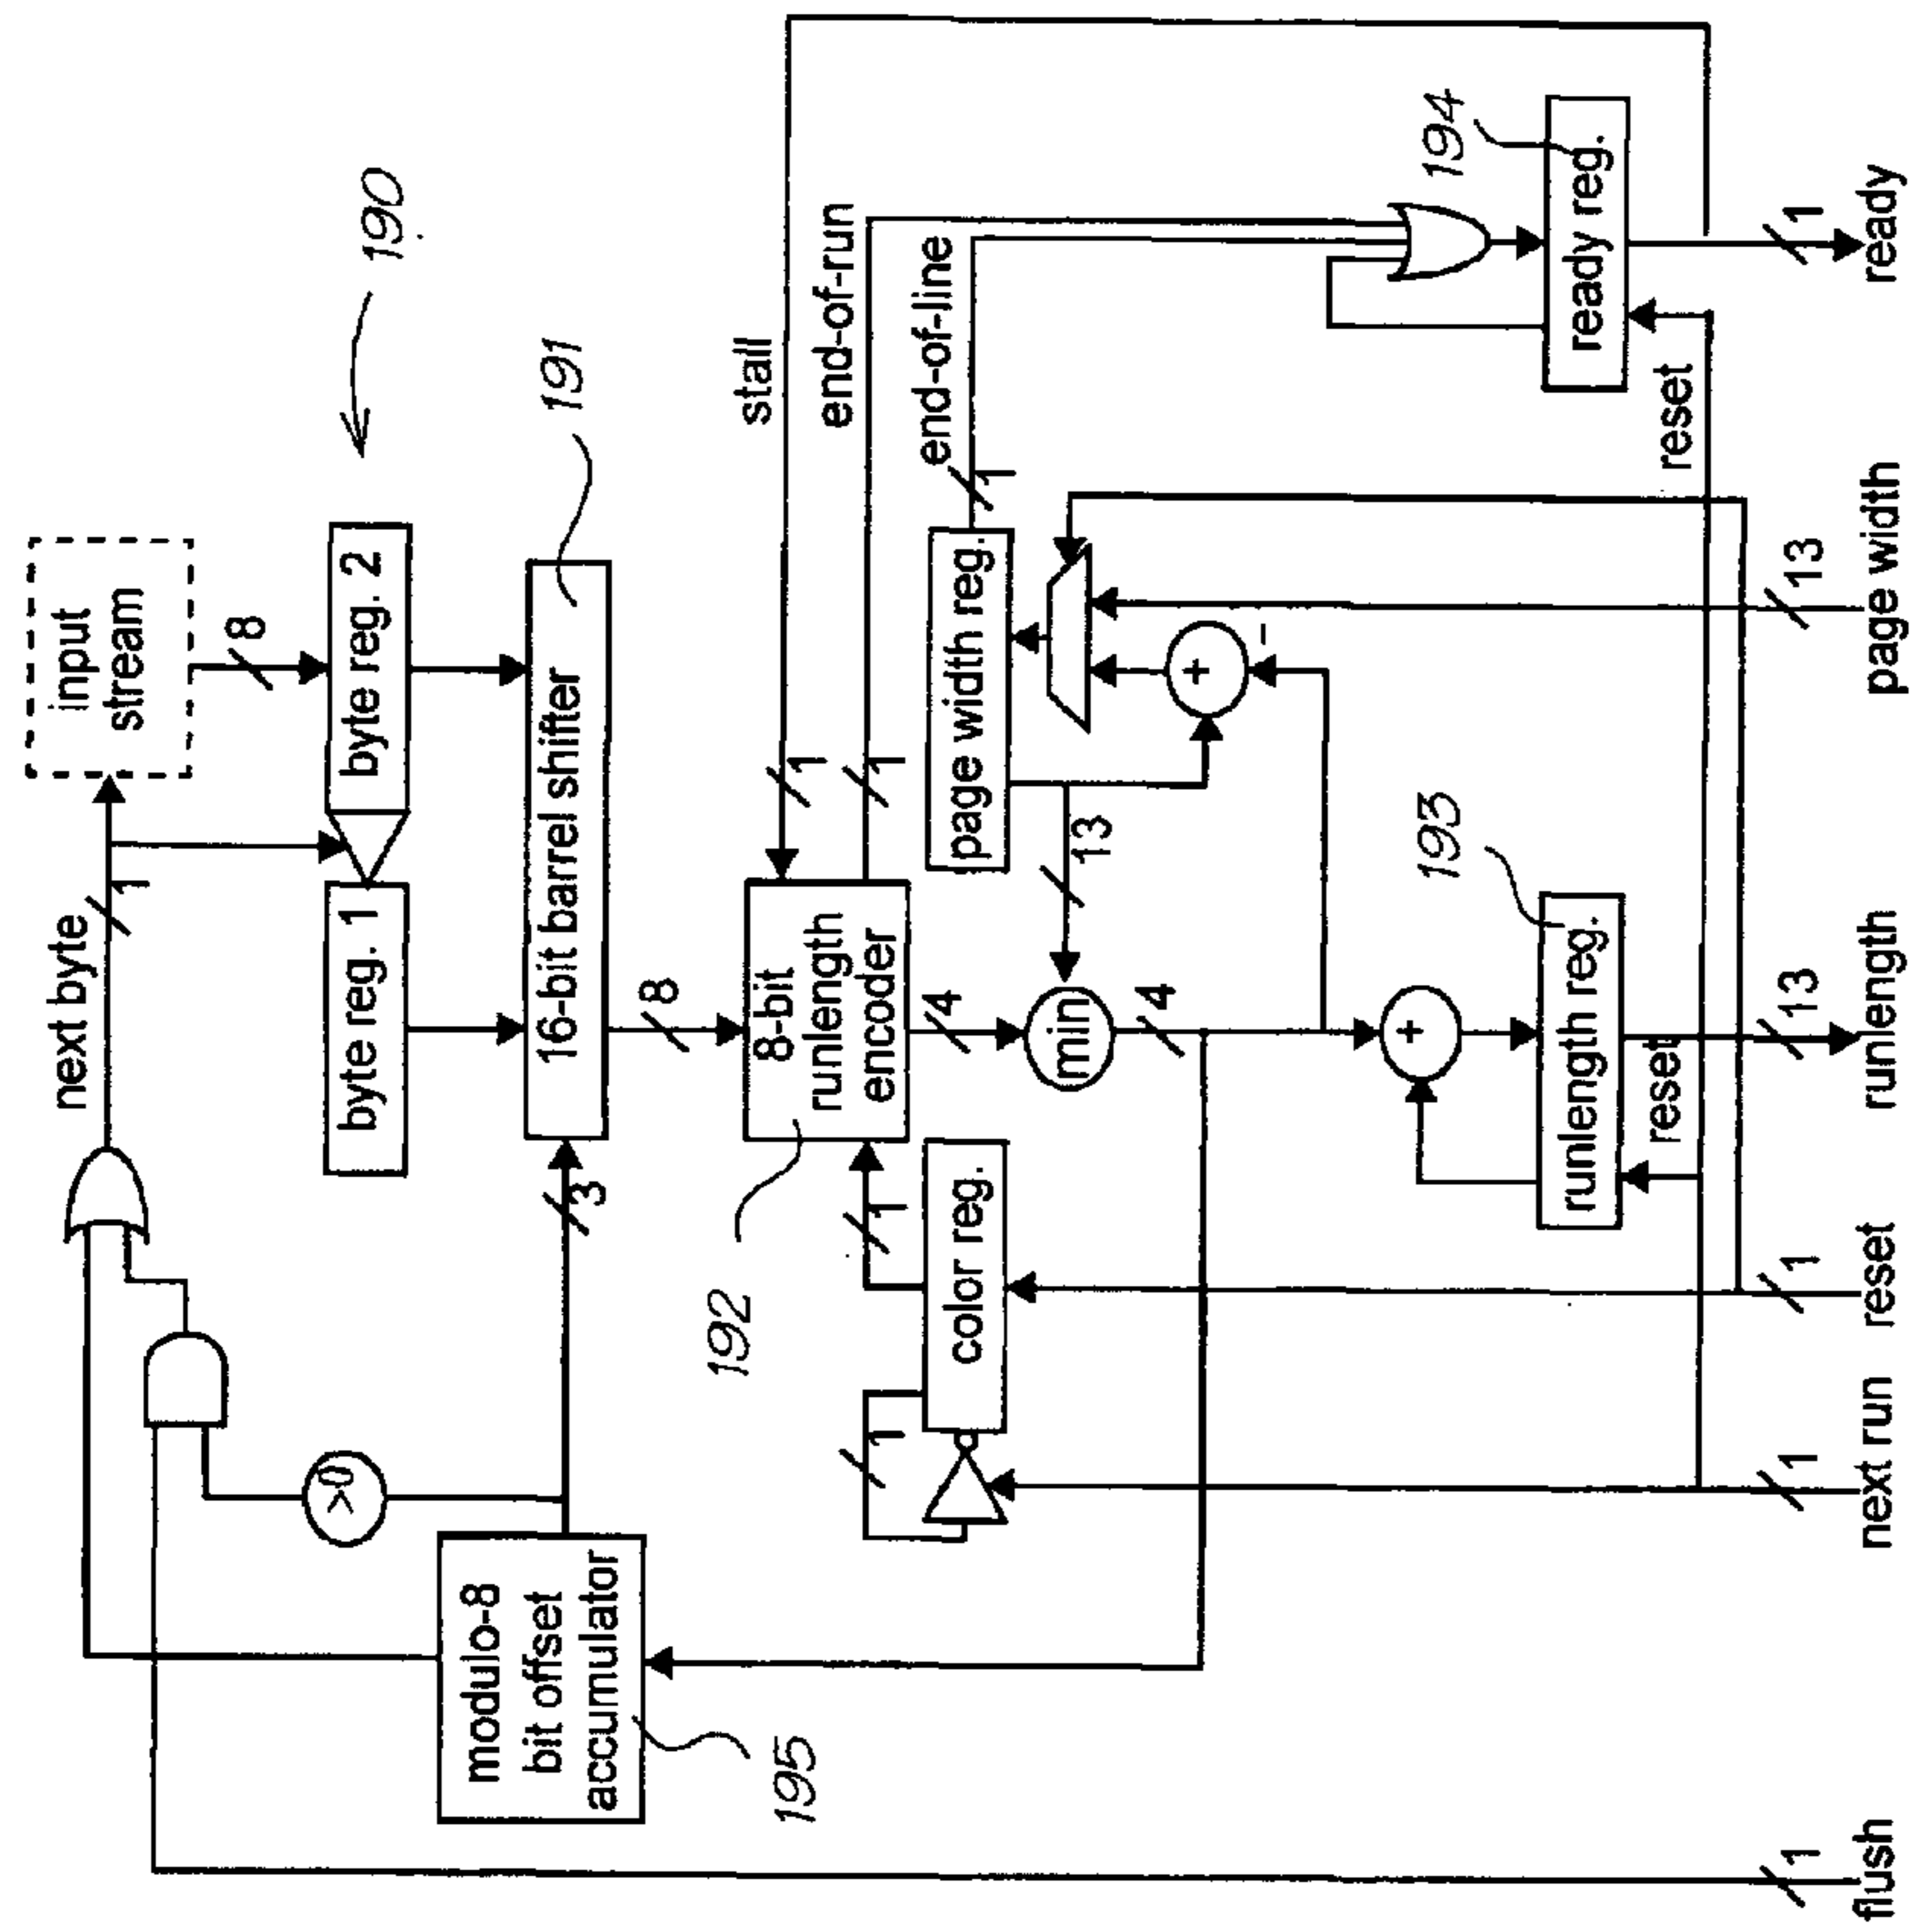 190
input
stream
next byte
1
8
byte reg. 1
byte reg. 2
191
16-bit barrel shifter
3
>0
modulo-8
bit offset
accumulator
195
8
stall
1
end-of-run
1
end-of-line
1
192
8-bit
runlength
encoder
4
min
4
13
page width reg.
+
-
1
1
color reg.
+
193
runlength reg.
reset
194
ready reg.
reset
1
flush
1
next run
1
reset
13
runlength
13
page width
1
ready